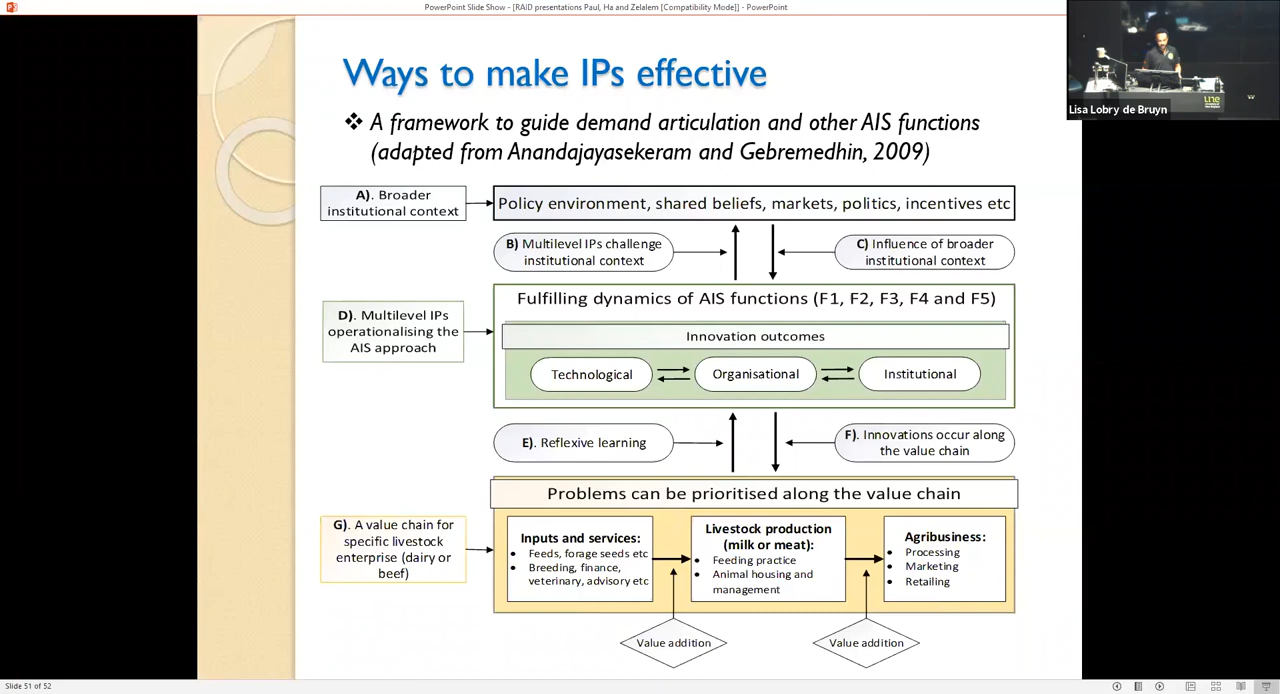 PowerPoint Slide Show - [RAID presentations Paul, Ha and Zelalem [Compatibility Mode]] - PowerPoint
Lisa Lobry de Bruyn
une
Ways to make IPs effective
❖ A framework to guide demand articulation and other AIS functions
(adapted from Anandajayasekeram and Gebremedhin, 2009)
A). Broader
institutional context
Policy environment, shared beliefs, markets, politics, incentives etc
B) Multilevel IPs challenge
institutional context
C) Influence of broader
institutional context
D). Multilevel IPs
operationalising the
AIS approach
Fulfilling dynamics of AIS functions (F1, F2, F3, F4 and F5)
Innovation outcomes
Technological
Organisational
Institutional
E). Reflexive learning
F). Innovations occur along
the value chain
Problems can be prioritised along the value chain
G). A value chain for
specific livestock
enterprise (dairy or
beef)
Inputs and services:
• Feeds, forage seeds etc
• Breeding, finance,
veterinary, advisory etc
Livestock production
(milk or meat):
• Feeding practice
• Animal housing and
management
Agribusiness:
• Processing
• Marketing
• Retailing
Value addition
Value addition
Slide 51 of 52